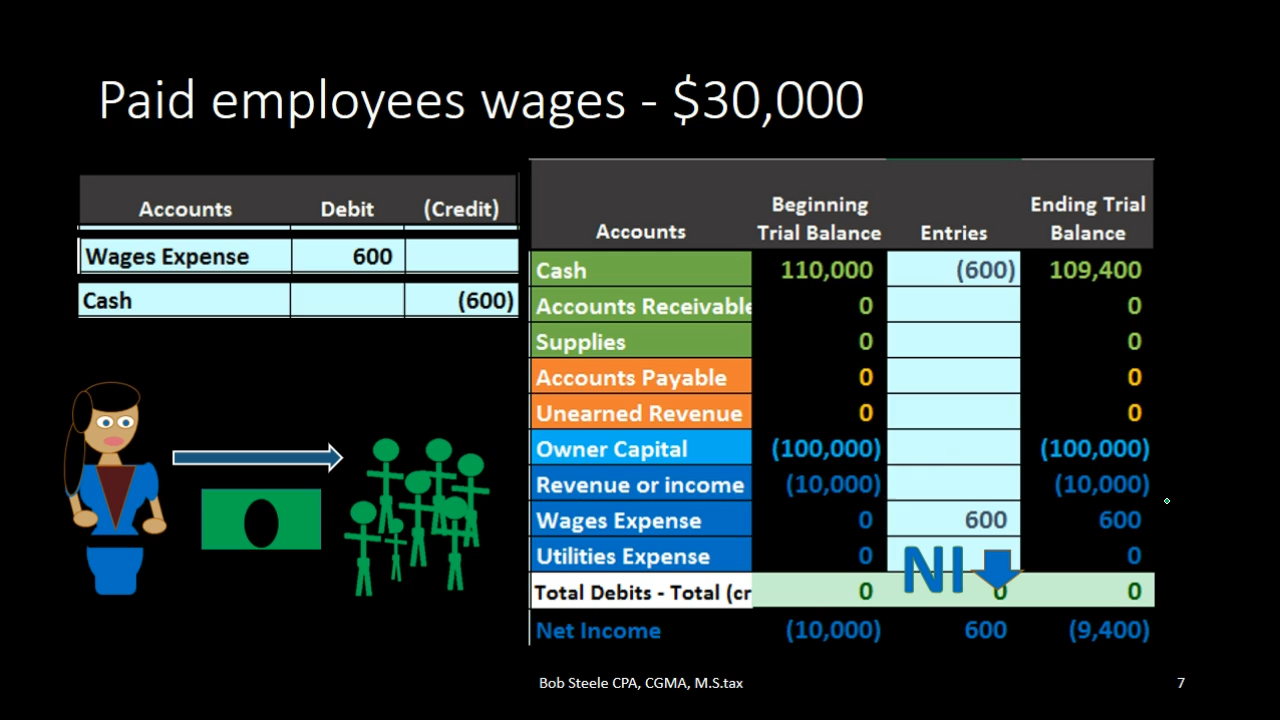 Paid employees wages - $30,000
Accounts Debit (Credit)
Wages Expense 600
Cash (600)
Accounts Beginning Trial Balance Entries Ending Trial Balance
Cash 110,000 (600) 109,400
Accounts Receivable 0 0
Supplies 0 0
Accounts Payable 0 0
Unearned Revenue 0 0
Owner Capital (100,000) (100,000)
Revenue or income (10,000) (10,000)
Wages Expense 0 600 600
Utilities Expense 0 0
NI
Total Debits - Total (cr 0 0 0
Net Income (10,000) 600 (9,400)
Bob Steele CPA, CGMA, M.S.tax
7